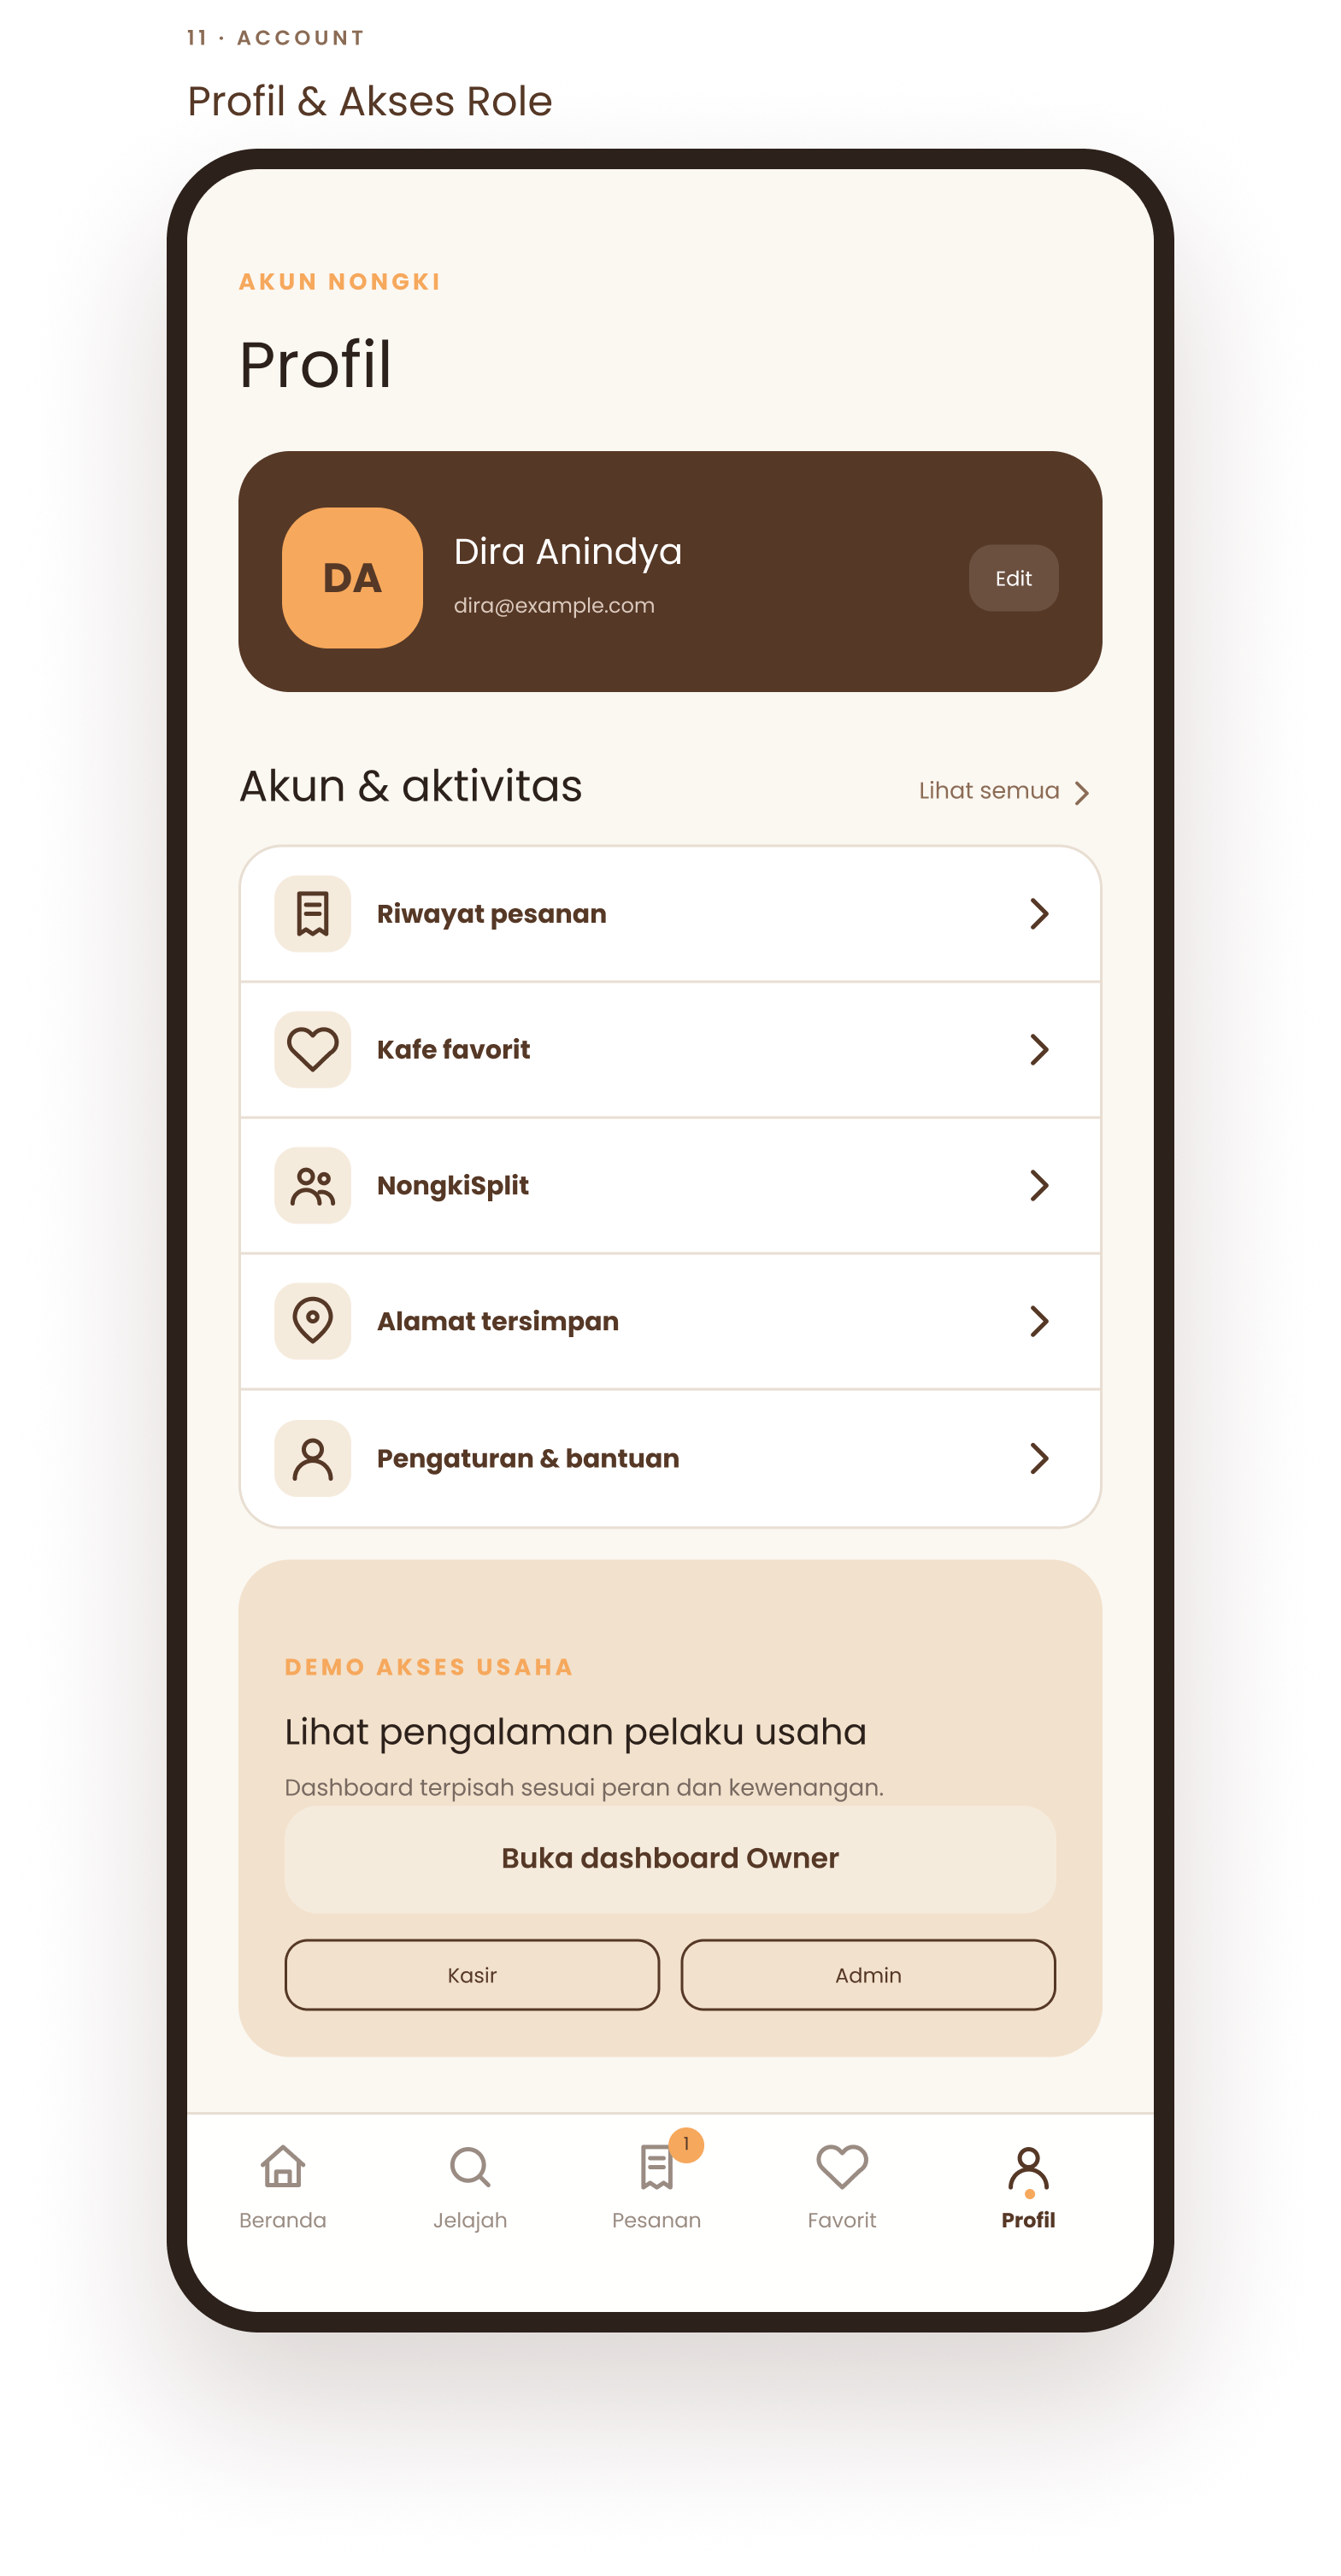 11 · ACCOUNT
Profil & Akses Role
AKUN NONGKI
Profil
DA
Dira Anindya
dira@example.com
Edit
Akun & aktivitas
Lihat semua
Riwayat pesanan
Kafe favorit
NongkiSplit
Alamat tersimpan
Pengaturan & bantuan
DEMO AKSES USAHA
Lihat pengalaman pelaku usaha
Dashboard terpisah sesuai peran dan kewenangan.
Buka dashboard Owner
Kasir
Admin
1
Beranda
Jelajah
Pesanan
Favorit
Profil